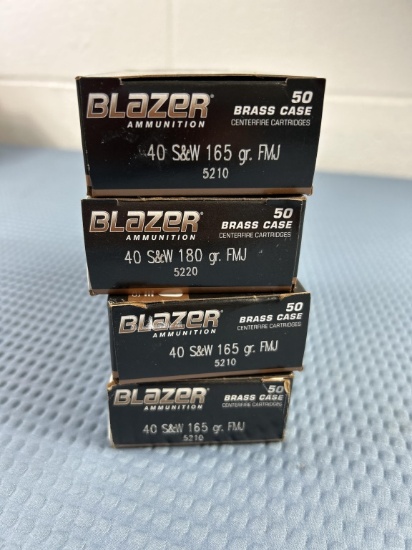 BLAZER®
AMMUNITION
50
BRASS CASE
CENTERFIRE CARTRIDGES
40 S&W 165 gr. FMJ
5210
BLAZER®
AMMUNITION
50
BRASS CASE
CENTERFIRE CARTRIDGES
40 S&W 180 gr. FMJ
5220
BLAZER®
AMMUNITION
50
BRASS CASE
CENTERFIRE CARTRIDGES
40 S&W 165 gr. FMJ
5210
BLAZER®
AMMUNITION
50
BRASS CASE
CENTERFIRE CARTRIDGES
40 S&W 165 gr. FMJ
5210